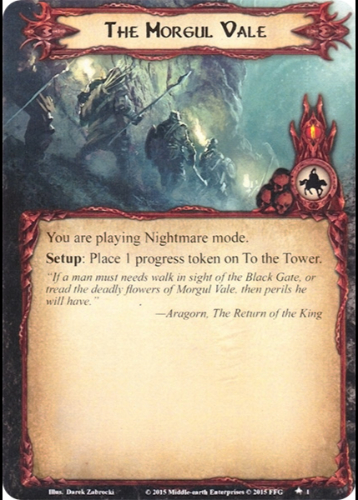 THE MORGUL VALE
You are playing Nightmare mode.
Setup: Place 1 progress token on To the Tower.
“If a man must needs walk in sight of the Black Gate, or
tread the deadly flowers of Morgul Vale, then perils he
will have.”
—Aragorn, The Return of the King
Illus. Darek Zabrocki
© 2015 Middle-earth Enterprises © 2015 FFG
1